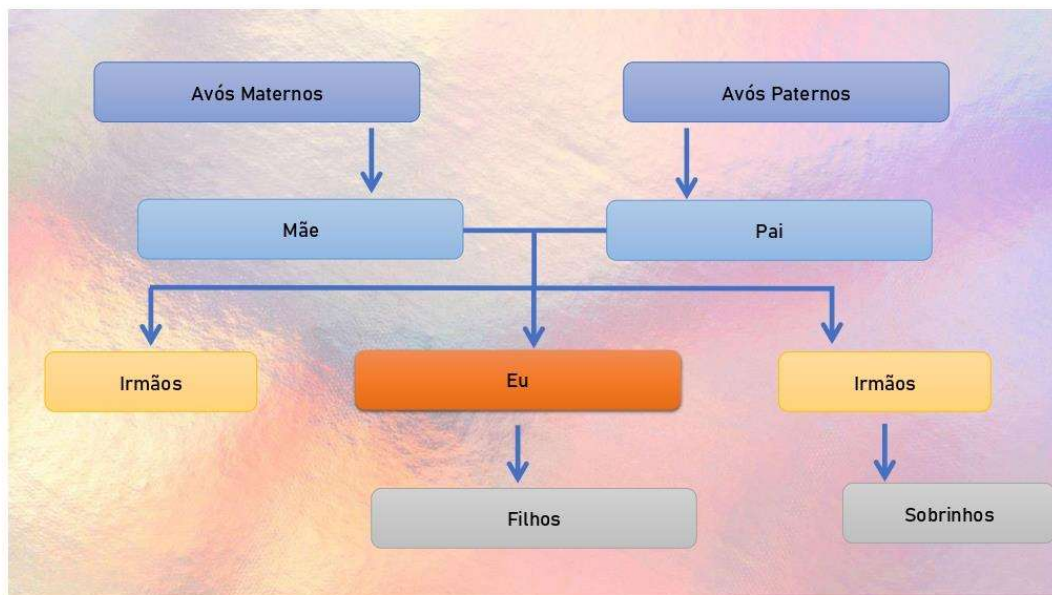 Avós Maternos
Avós Paternos
Mãe
Pai
Irmãos
Eu
Irmãos
Filhos
Sobrinhos